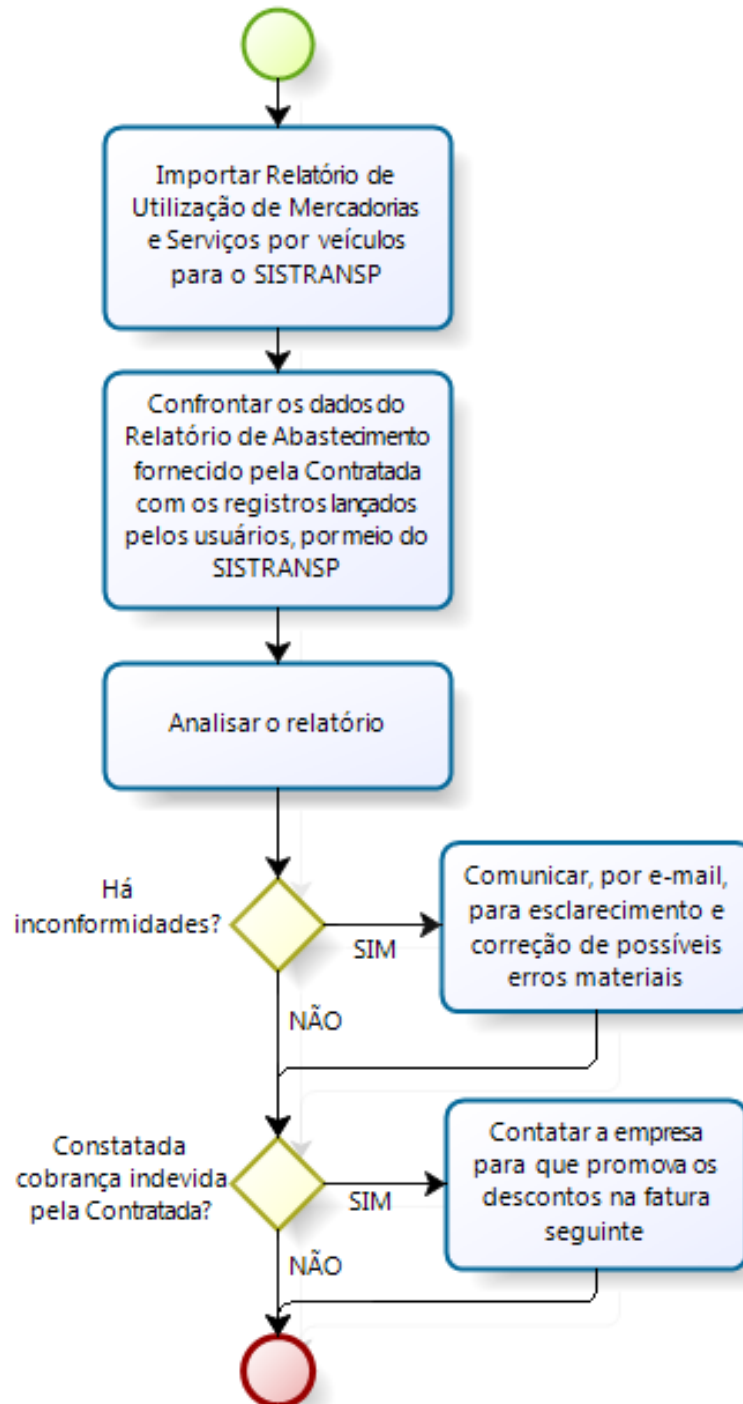 Importar Relatório de
Utilização de Mercadorias
e Serviços por veículos
para o SISTRANSP
Confrontar os dados do
Relatório de Abastecimento
fornecido pela Contratada
com os registros lançados
pelos usuários, por meio do
SISTRANSP
Analisar o relatório
Há
inconformidades?
SIM
Comunicar, por e-mail,
para esclarecimento e
correção de possíveis
erros materiais
NÃO
Constatada
cobrança indevida
pela Contratada?
SIM
Contatar a empresa
para que promova os
descontos na fatura
seguinte
NÃO